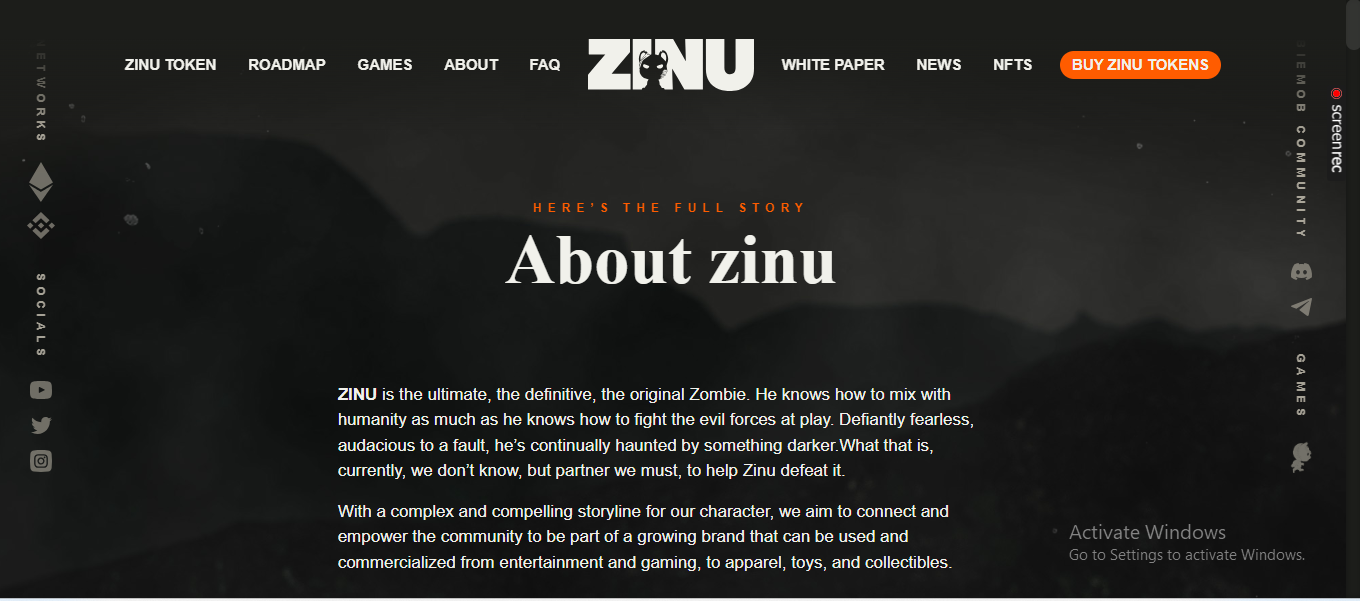 ZINU TOKEN ROADMAP GAMES ABOUT FAQ ZINU WHITE PAPER NEWS NFTS BUY ZINU TOKENS
NETWORKS
SOCIALS
COMMUNITY
GAMES
screenrec
HERE'S THE FULL STORY
About zinu
ZINU is the ultimate, the definitive, the original Zombie. He knows how to mix with
humanity as much as he knows how to fight the evil forces at play. Defiantly fearless,
audacious to a fault, he's continually haunted by something darker.What that is,
currently, we don't know, but partner we must, to help Zinu defeat it.
With a complex and compelling storyline for our character, we aim to connect and
empower the community to be part of a growing brand that can be used and
commercialized from entertainment and gaming, to apparel, toys, and collectibles.
Activate Windows
Go to Settings to activate Windows.